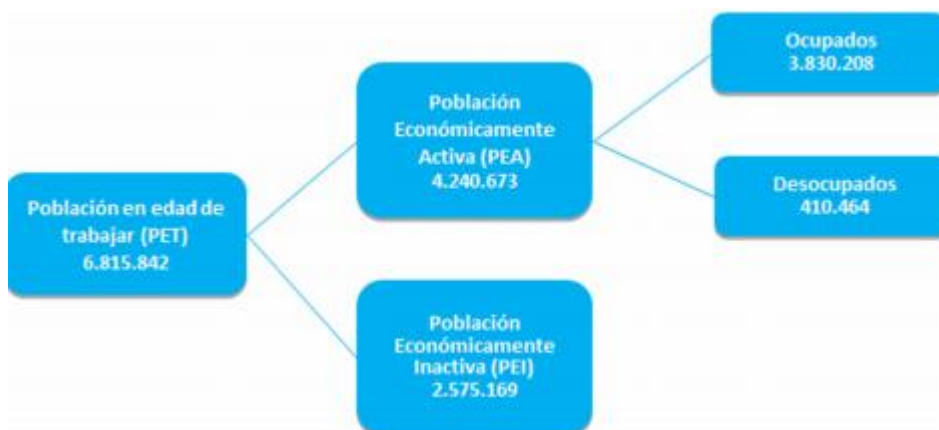 Población en edad de
trabajar (PET)
6.815.842
Población
Económicamente
Activa (PEA)
4.240.673
Ocupados
3.830.208
Desocupados
410.464
Población
Económicamente
Inactiva (PEI)
2.575.169